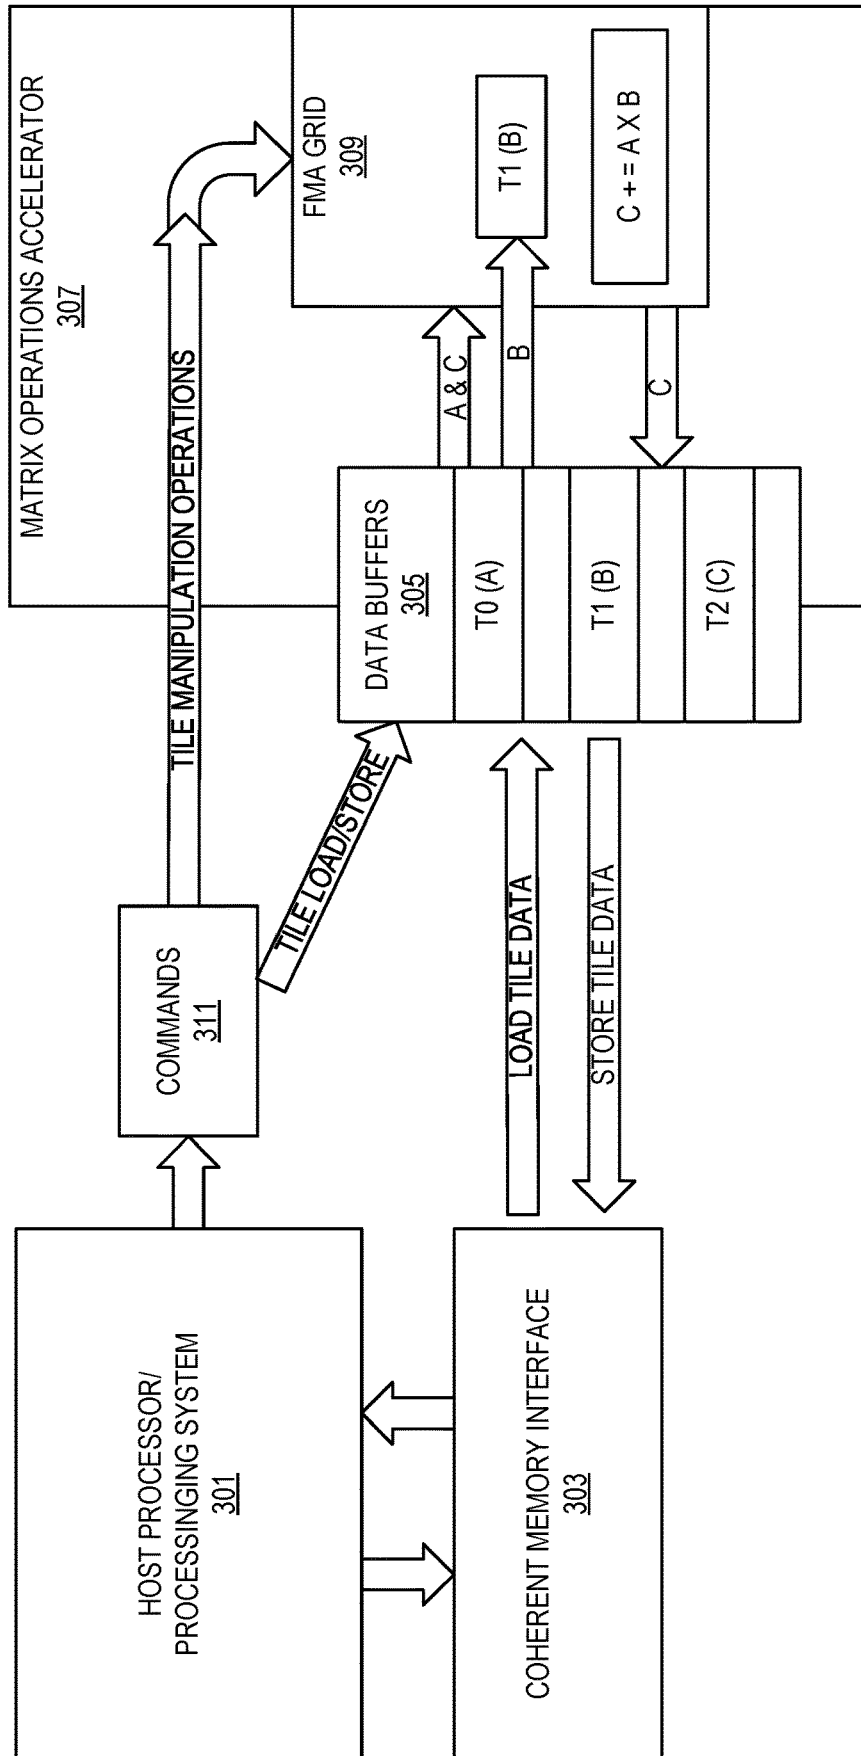 HOST PROCESSOR/
PROCESSINGING SYSTEM
301
COHERENT MEMORY INTERFACE
303
COMMANDS
311
TILE MANIPULATION OPERATIONS
TILE LOAD/STORE
LOAD TILE DATA
STORE TILE DATA
MATRIX OPERATIONS ACCELERATOR
307
DATA BUFFERS
305
T0 (A)
T1 (B)
T2 (C)
A & C
B
C
FMA GRID
309
T1 (B)
C += A X B